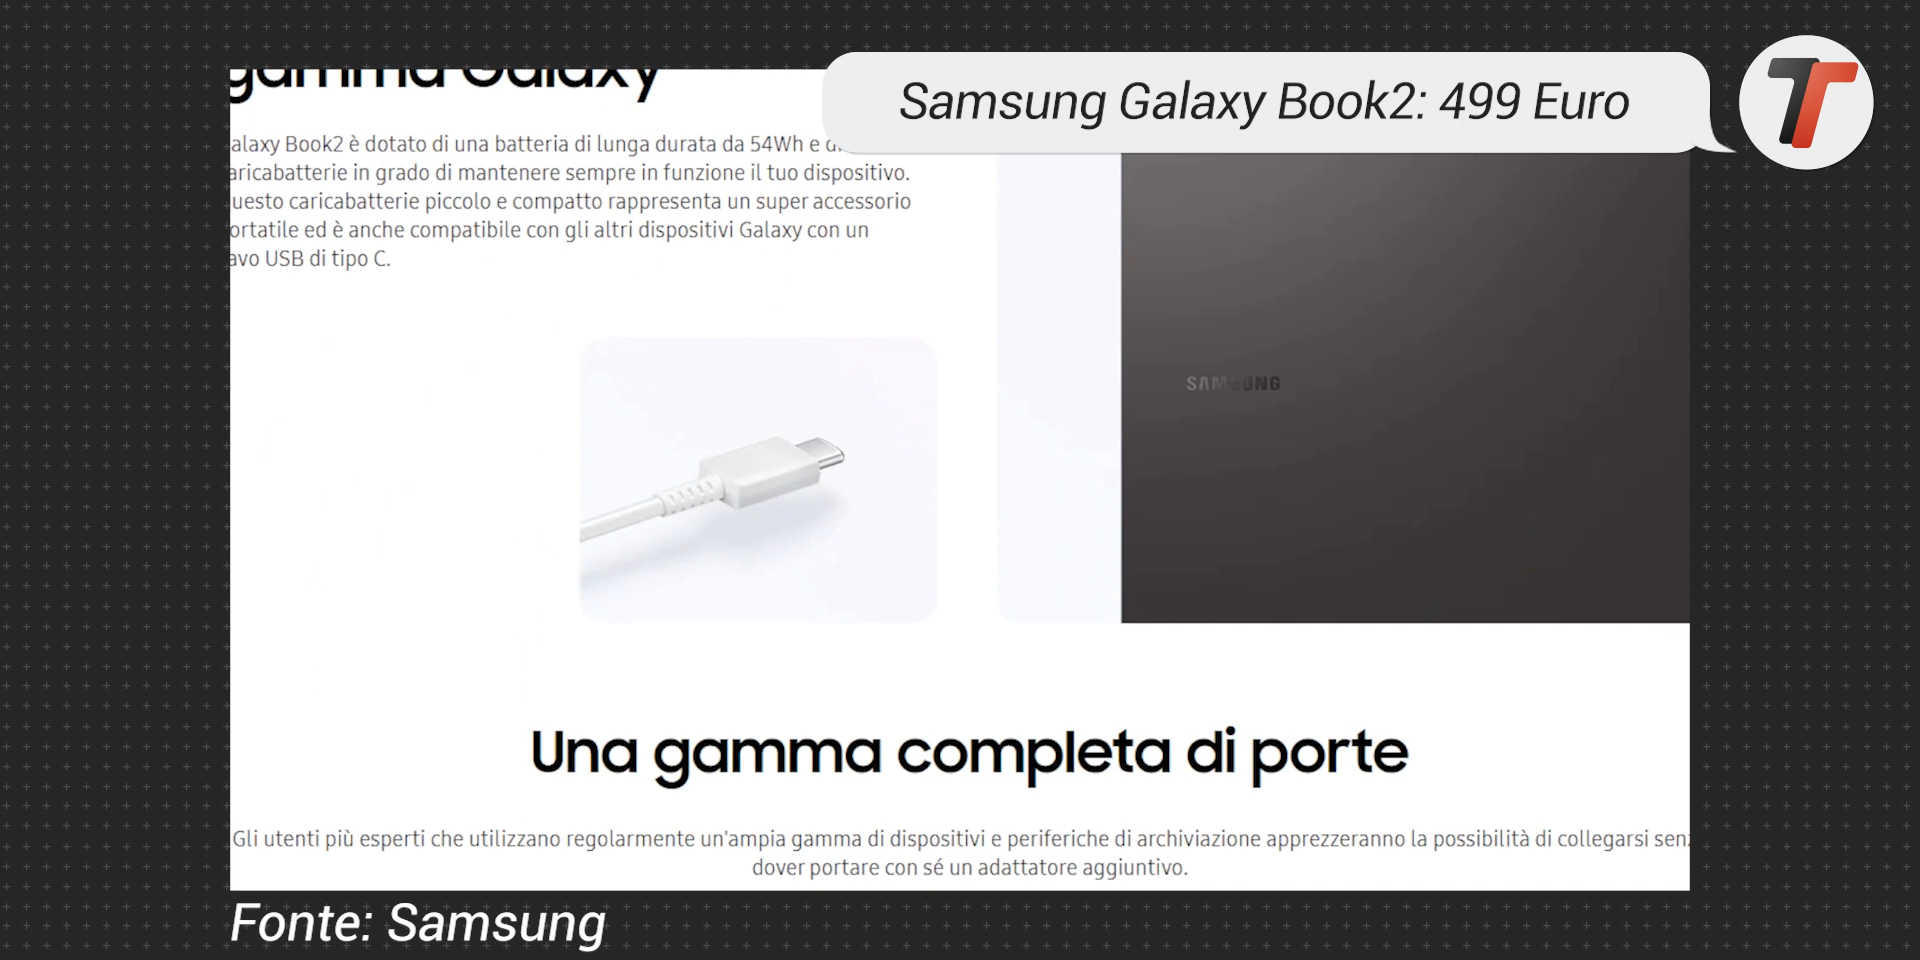 gamma Galaxy
Samsung Galaxy Book2: 499 Euro
alaxy Book2 è dotato di una batteria di lunga durata da 54Wh e
aricabatterie in grado di mantenere sempre in funzione il tuo dispositivo.
uesto caricabatterie piccolo e compatto rappresenta un super accessorio
ortatile ed è anche compatibile con gli altri dispositivi Galaxy con un
avo USB di tipo C.
SAMSUNG
Una gamma completa di porte
Gli utenti più esperti che utilizzano regolarmente un'ampia gamma di dispositivi e periferiche di archiviazione apprezzeranno la possibilità di collegarsi sen
dover portare con sé un adattatore aggiuntivo.
Fonte: Samsung